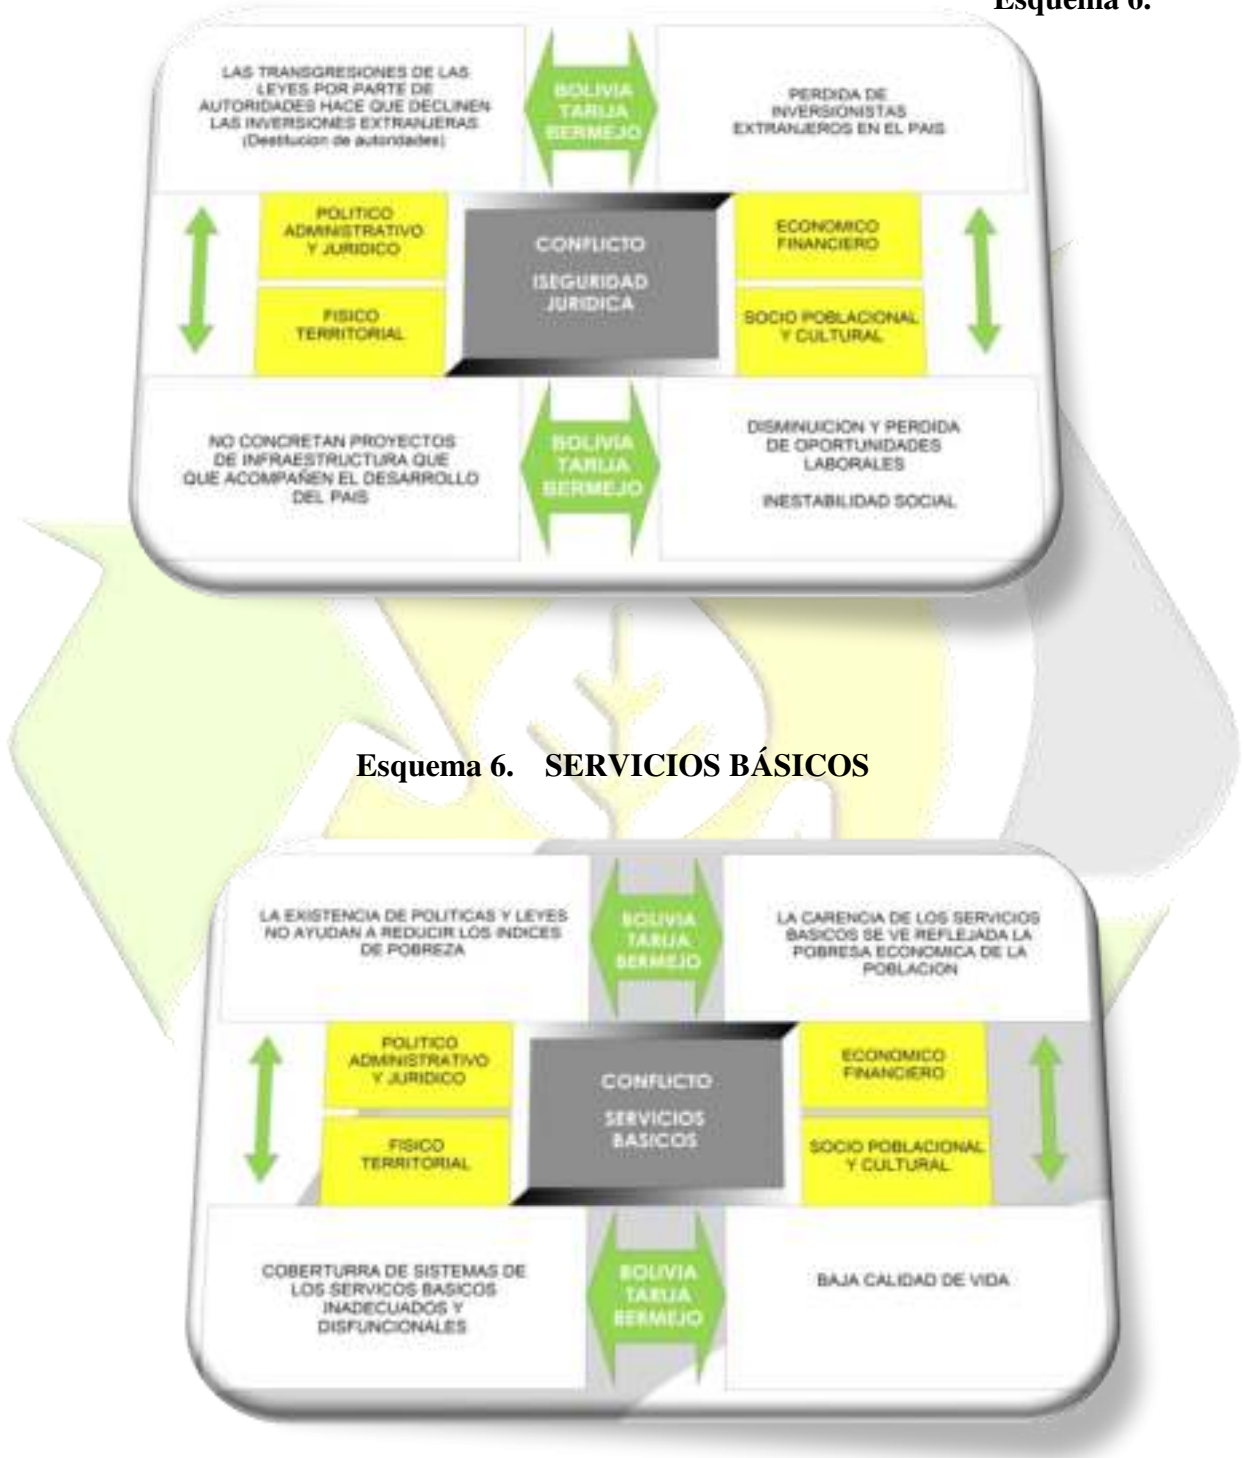 Esquema 6.
LAS TRANSGRESIONES DE LAS
LEYES POR PARTE DE
AUTORIDADES HACE QUE DECLINEN
LAS INVERSIONES EXTRANJERAS
(Destitucion de autoridades)
BOLIVIA
TARIJA
BERMEJO
PERDIDA DE
INVERSIONISTAS
EXTRANJEROS EN EL PAIS
POLITICO
ADMINISTRATIVO
Y JURIDICO
FISICO
TERRITORIAL
CONFLICTO
ISEGURIDAD
JURIDICA
ECONOMICO
FINANCIERO
SOCIO POBLACIONAL
Y CULTURAL
NO CONCRETAN PROYECTOS
DE INFRAESTRUCTURA QUE
QUE ACOMPAÑEN EL DESARROLLO
DEL PAIS
BOLIVIA
TARIJA
BERMEJO
DISMINUICION Y PERDIDA
DE OPORTUNIDADES
LABORALES
INESTABILIDAD SOCIAL
Esquema 6. SERVICIOS BÁSICOS
LA EXISTENCIA DE POLITICAS Y LEYES
NO AYUDAN A REDUCIR LOS INDICES
DE POBREZA
BOLIVIA
TARIJA
BERMEJO
LA CARENCIA DE LOS SERVICIOS
BASICOS SE VE REFLEJADA LA
POBRESA ECONOMICA DE LA
POBLACION
POLITICO
ADMINISTRATIVO
Y JURIDICO
FISICO
TERRITORIAL
CONFLICTO
SERVICIOS
BASICOS
ECONOMICO
FINANCIERO
SOCIO POBLACIONAL
Y CULTURAL
COBERTURRA DE SISTEMAS DE
LOS SERVICOS BASICOS
INADECUADOS Y
DISFUNCIONALES
BOLIVIA
TARIJA
BERMEJO
BAJA CALIDAD DE VIDA